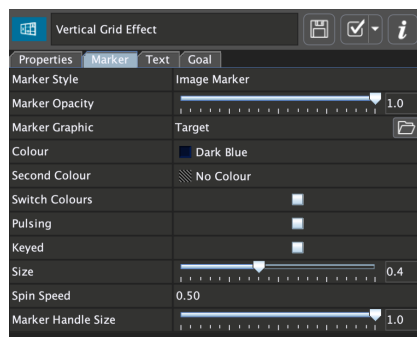 Vertical Grid Effect
Properties Marker Text Goal
Marker Style Image Marker
Marker Opacity 1.0
Marker Graphic Target
Colour Dark Blue
Second Colour No Colour
Switch Colours
Pulsing
Keyed
Size 0.4
Spin Speed 0.50
Marker Handle Size 1.0